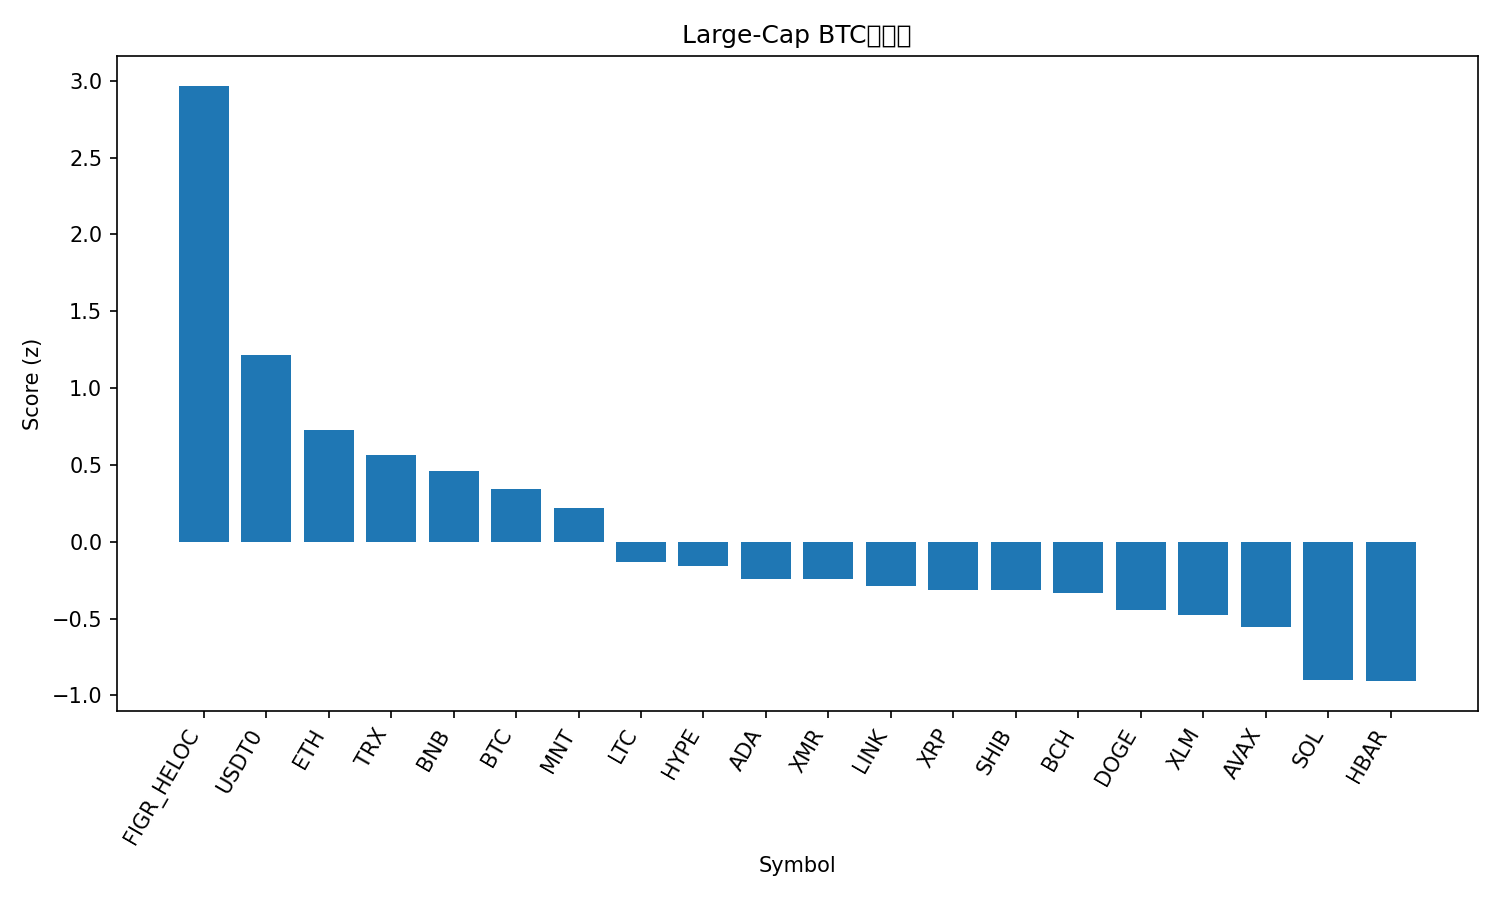 Large-Cap BTC
3.0
2.5
2.0
1.5
1.0
0.5
0.0
−0.5
−1.0
Score (z)
FIGR_HELOC
USDT0
ETH
TRX
BNB
BTC
MNT
LTC
HYPE
ADA
XMR
LINK
XRP
SHIB
BCH
DOGE
XLM
AVAX
SOL
HBAR
Symbol